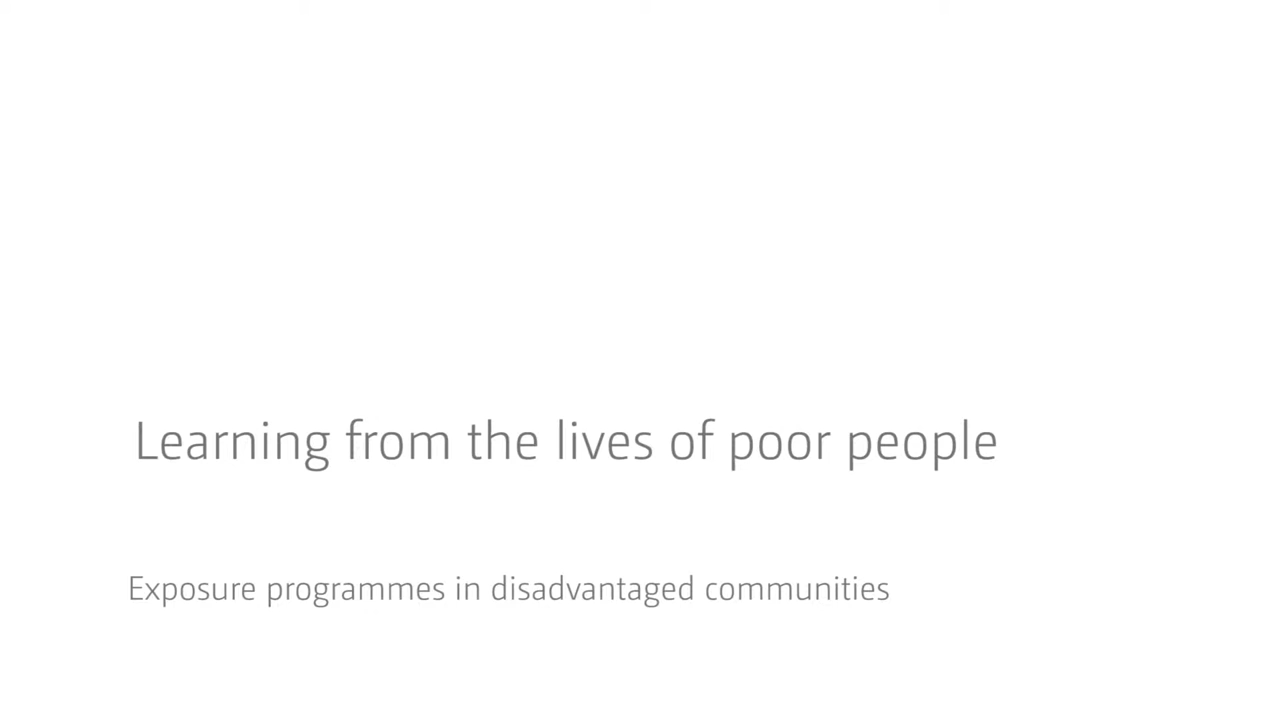 Learning from the lives of poor people
Exposure programmes in disadvantaged communities